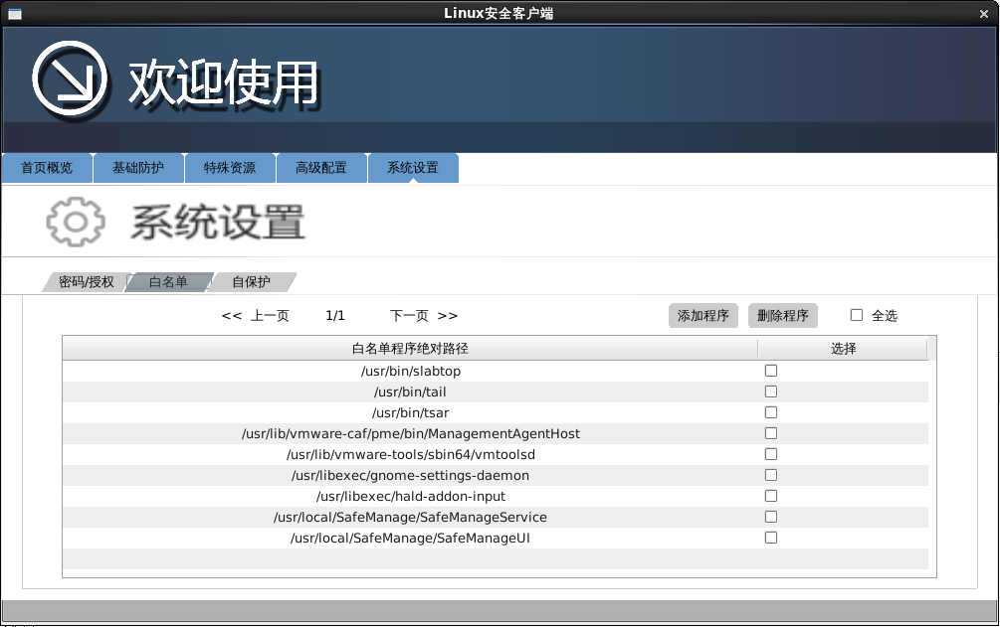 Linux安全客户端
欢迎使用
首页概览 基础防护 特殊资源 高级配置 系统设置
系统设置
密码/授权 白名单 自保护
<< 上一页 1/1 下一页 >> 添加程序 删除程序 全选
白名单程序绝对路径 选择
/usr/bin/slabtop
/usr/bin/tail
/usr/bin/tsar
/usr/lib/vmware-caf/pme/bin/ManagementAgentHost
/usr/lib/vmware-tools/sbin64/vmtoolsd
/usr/libexec/gnome-settings-daemon
/usr/libexec/hald-addon-input
/usr/local/SafeManage/SafeManageService
/usr/local/SafeManage/SafeManageUI